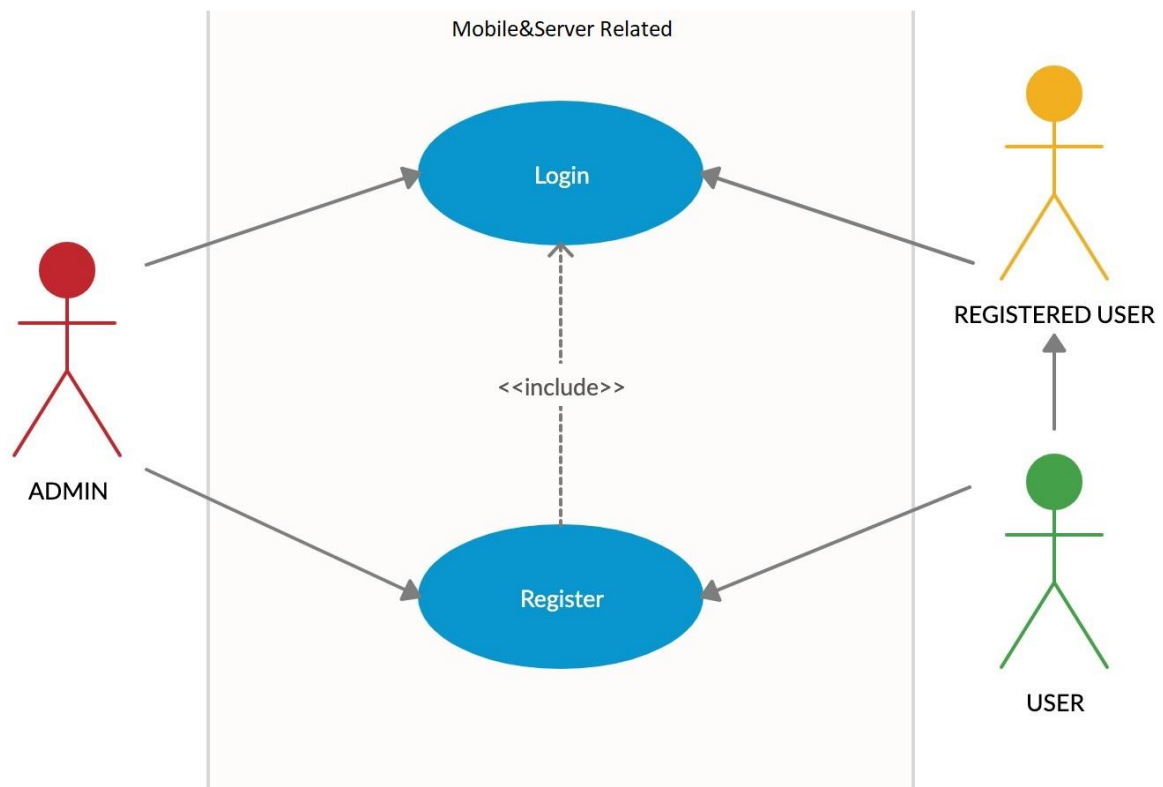 Mobile&Server Related
Login
REGISTERED USER
<<include>>
ADMIN
Register
USER